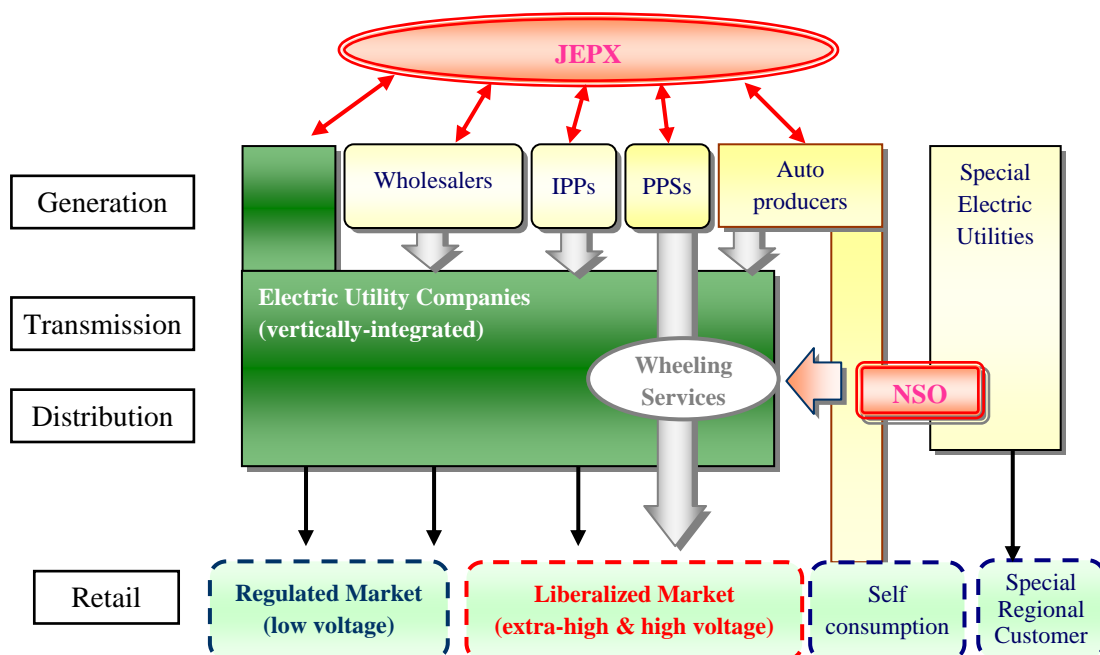 JEPX
Generation
Wholesalers
IPPs
PPSs
Auto
producers
Special
Electric
Utilities
Transmission
Electric Utility Companies
(vertically-integrated)
Wheeling
Services
NSO
Distribution
Retail
Regulated Market
(low voltage)
Liberalized Market
(extra-high & high voltage)
Self
consumption
Special
Regional
Customer